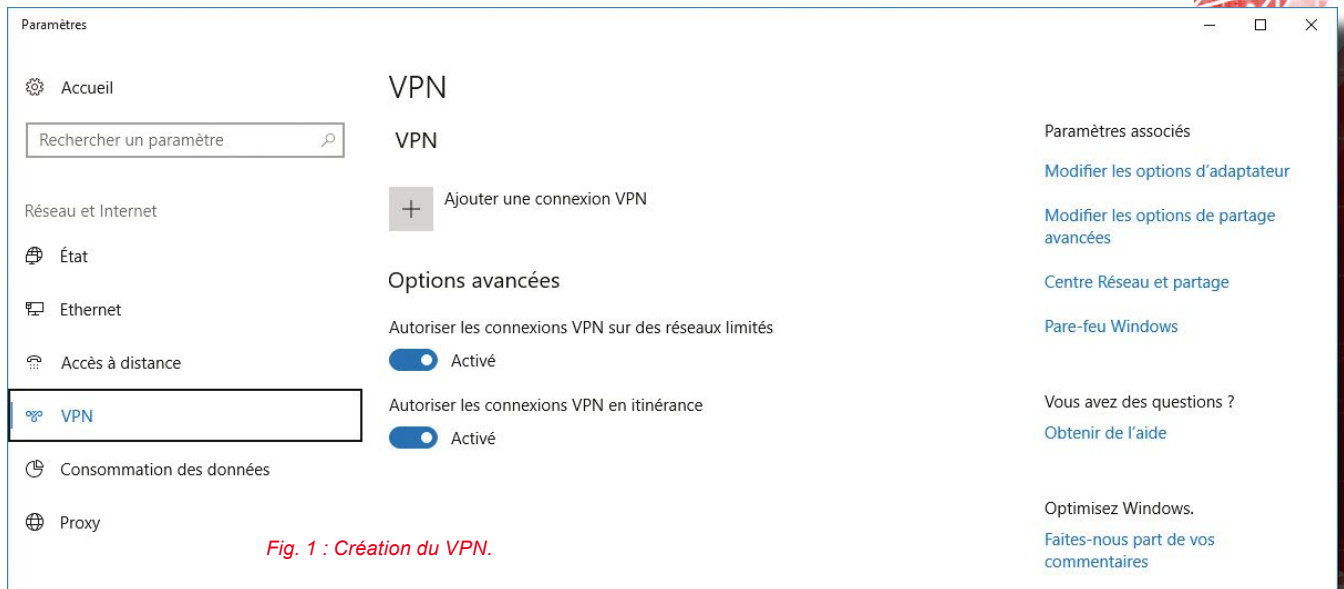 Paramètres
Accueil
Rechercher un paramètre
Réseau et Internet
État
Ethernet
Accès à distance
VPN
Consommation des données
Proxy
VPN
VPN
Ajouter une connexion VPN
Options avancées
Autoriser les connexions VPN sur des réseaux limités
Activé
Autoriser les connexions VPN en itinérance
Activé
Paramètres associés
Modifier les options d'adaptateur
Modifier les options de partage
avancées
Centre Réseau et partage
Pare-feu Windows
Vous avez des questions ?
Obtenir de l'aide
Optimisez Windows.
Faites-nous part de vos
commentaires
Fig. 1 : Création du VPN.